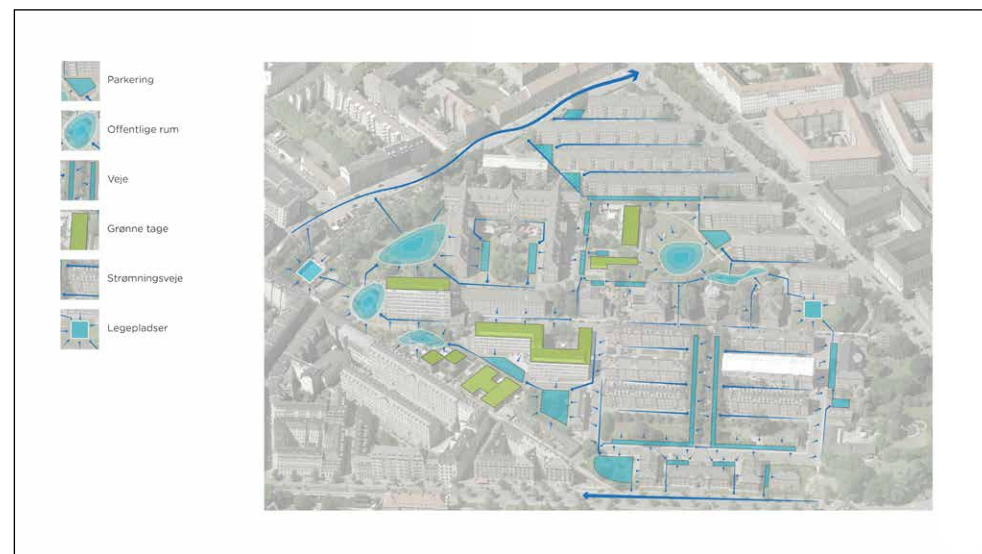 Parkering
Offentlige rum
Veje
Grønne tage
Strømningsveje
Legepladser